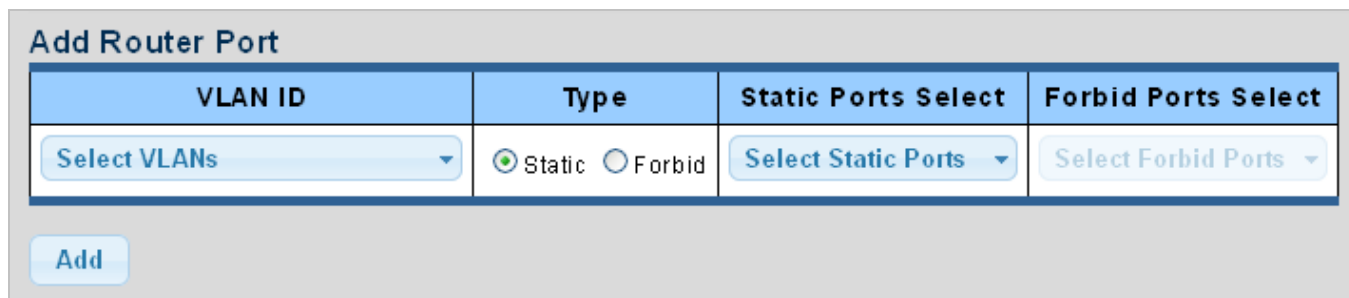 Add Router Port
VLAN ID Type Static Ports Select Forbid Ports Select
Select VLANs Static Forbid Select Static Ports Select Forbid Ports
Add